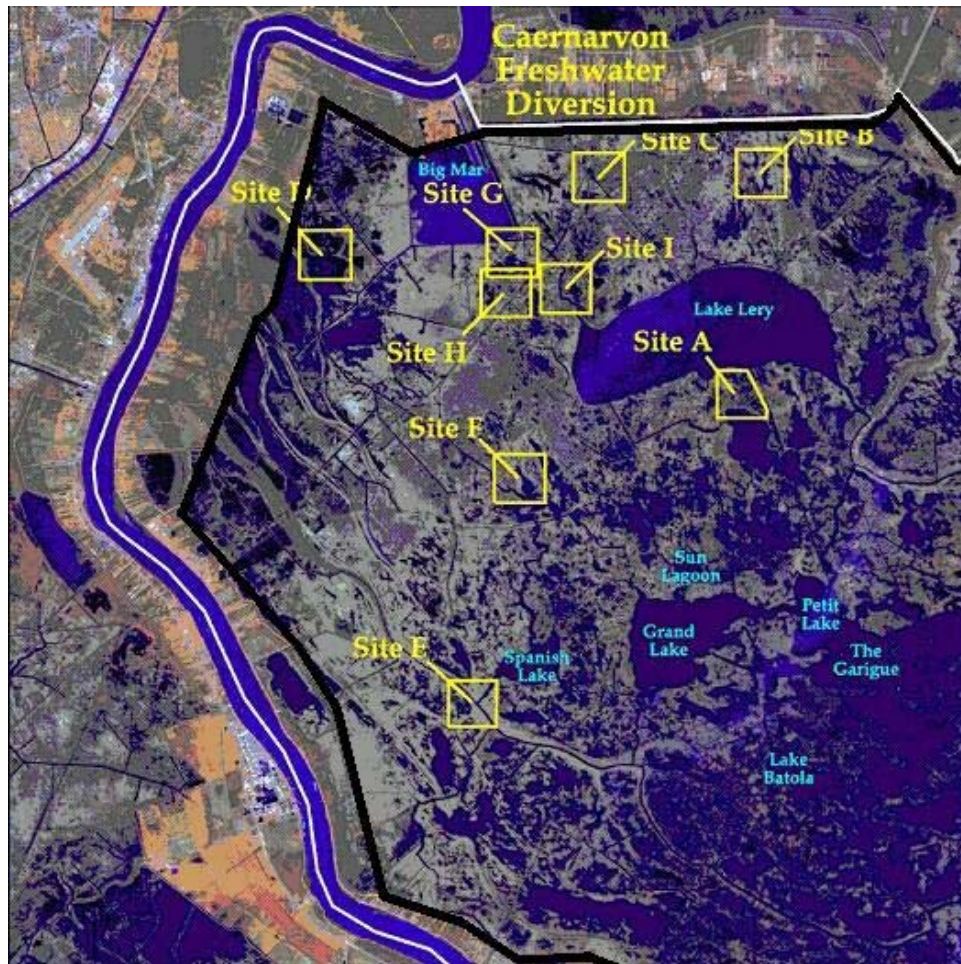 Caernarvon
Freshwater
Diversion
Site C
Site B
Big Mar
Site D
Site G
Site I
Lake Lery
Site H
Site A
Site F
Sun
Lagoon
Petit
Lake
Grand
Lake
The
Garigue
Site E
Spanish
Lake
Lake
Batola